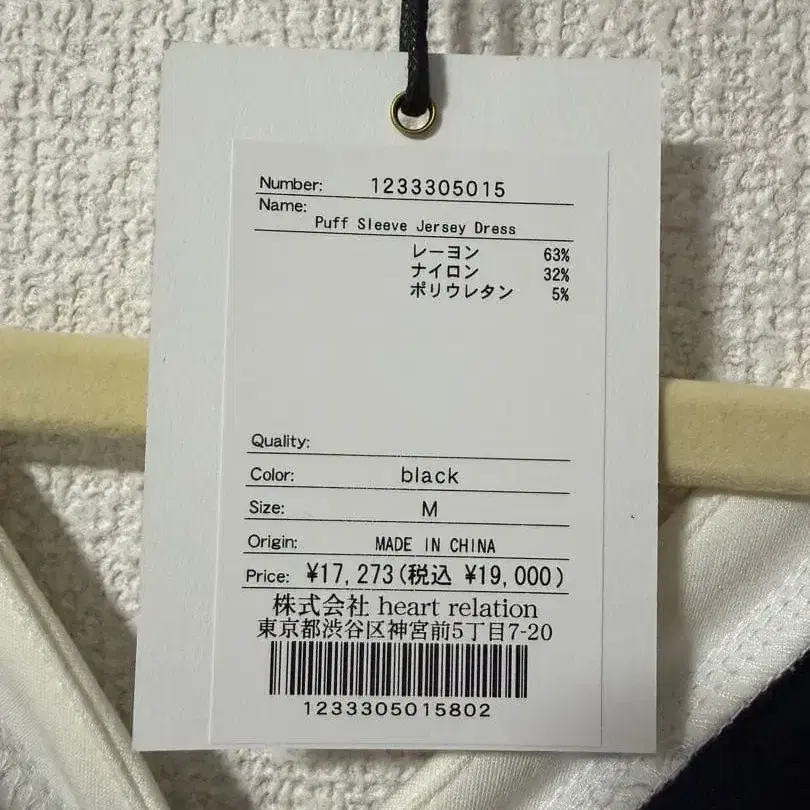 Number: 1233305015
Name:
Puff Sleeve Jersey Dress
レーヨン 63%
ナイロン 32%
ポリウレタン 5%
Quality:
Color: black
Size: M
Origin: MADE IN CHINA
Price: ¥17,273(税込 ¥19,000)
株式会社 heart relation
東京都渋谷区神宮前5丁目7-20
1233305015802